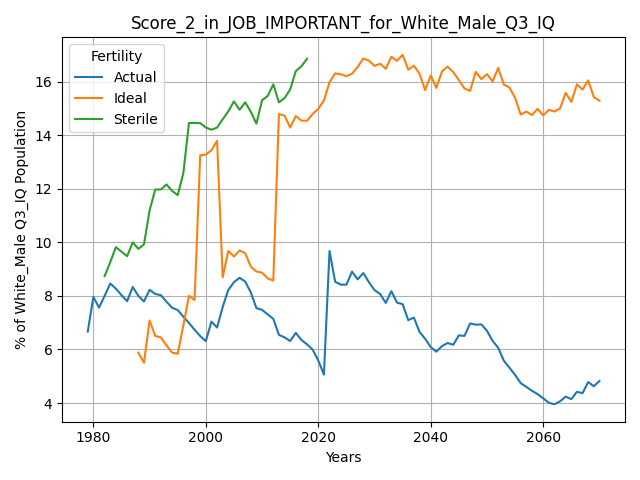 Score_2_in_JOB_IMPORTANT_for_White_Male_Q3_IQ
Fertility
Actual
Ideal
Sterile
% of White_Male Q3_IQ Population
16
14
12
10
8
6
4
1980
2000
2020
2040
2060
Years